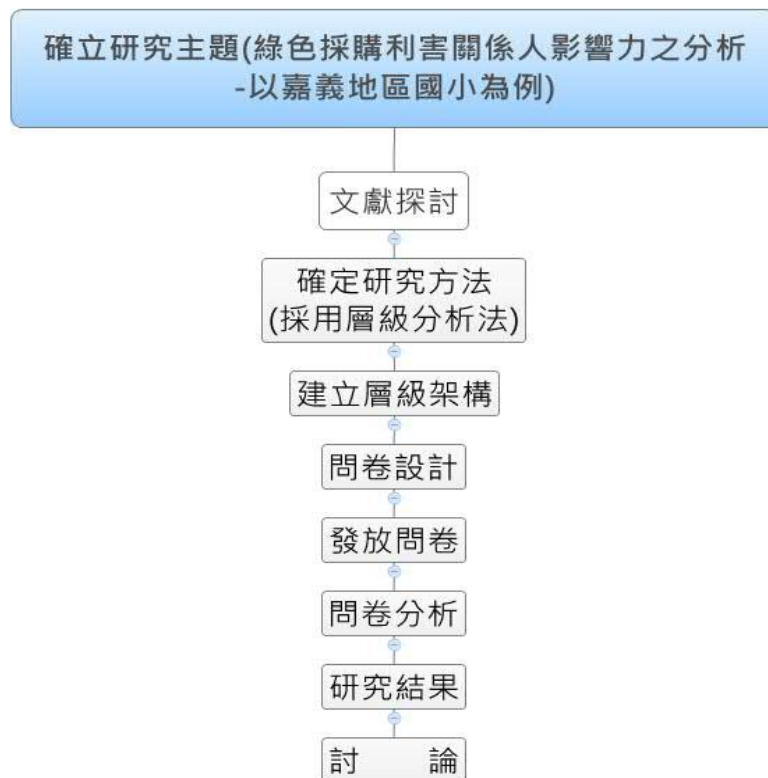 確立研究主題(綠色採購利害關係人影響力之分析
-以嘉義地區國小為例)
文獻探討
確定研究方法
(採用層級分析法)
建立層級架構
問卷設計
發放問卷
問卷分析
研究結果
討 論